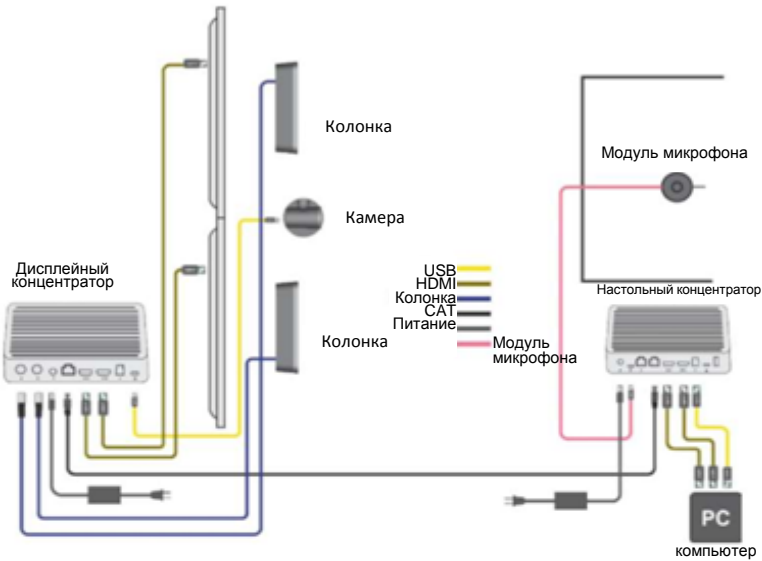 Колонка
Модуль микрофона
Камера
Дисплейный
концентратор
USB
HDMI
Колонка
CAT
Питание
Модуль
микрофона
Настольный концентратор
Колонка
PC
компьютер